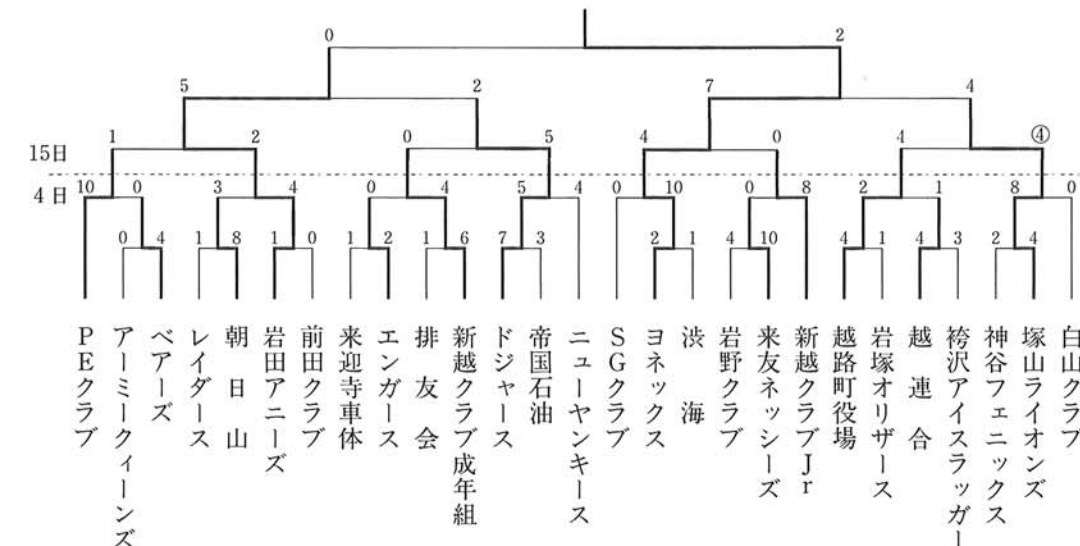 0 2
5 2 7 4
1 2 0 5 4 0 4 ④
15日
4日
10 0 3 4 0 4 5 4 0 10 0 8 2 1 8 0
0 4 1 8 1 0 1 2 1 6 7 3 2 1 4 10 4 1 4 3 2 4
PEクラブ
アーミークィーンズ
ベアーズ
レイダース
朝日山
岩田アニーズ
前田クラブ
来迎寺車体
エンガース
排友会
新越クラブ成年組
ドジャース
帝国石油
ニューヤンキース
SGクラブ
ヨネックス
渋海
岩野クラブ
来友ネッシーズ
新越クラブJr
越路町役場
岩塚オリザース
越連合
袴沢アイスラッガー
神谷フェニックス
塚山ライオンズ
白山クラブ